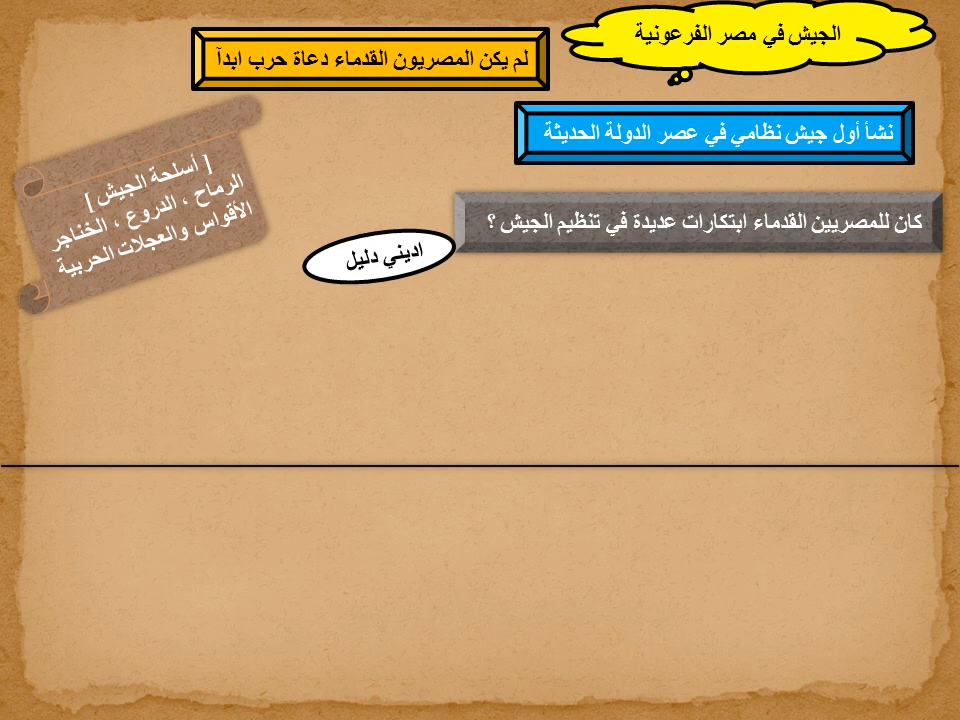 الجيش في مصر الفرعونية
لم يكن المصريون القدماء دعاة حرب ابدآ
نشأ أول جيش نظامي في عصر الدولة الحديثة
[ أسلحة الجيش ]
الرماح ، الدروع ، الخناجر
الأقواس والعجلات الحربية
كان للمصريين القدماء ابتكارات عديدة في تنظيم الجيش ؟
اديني دليل